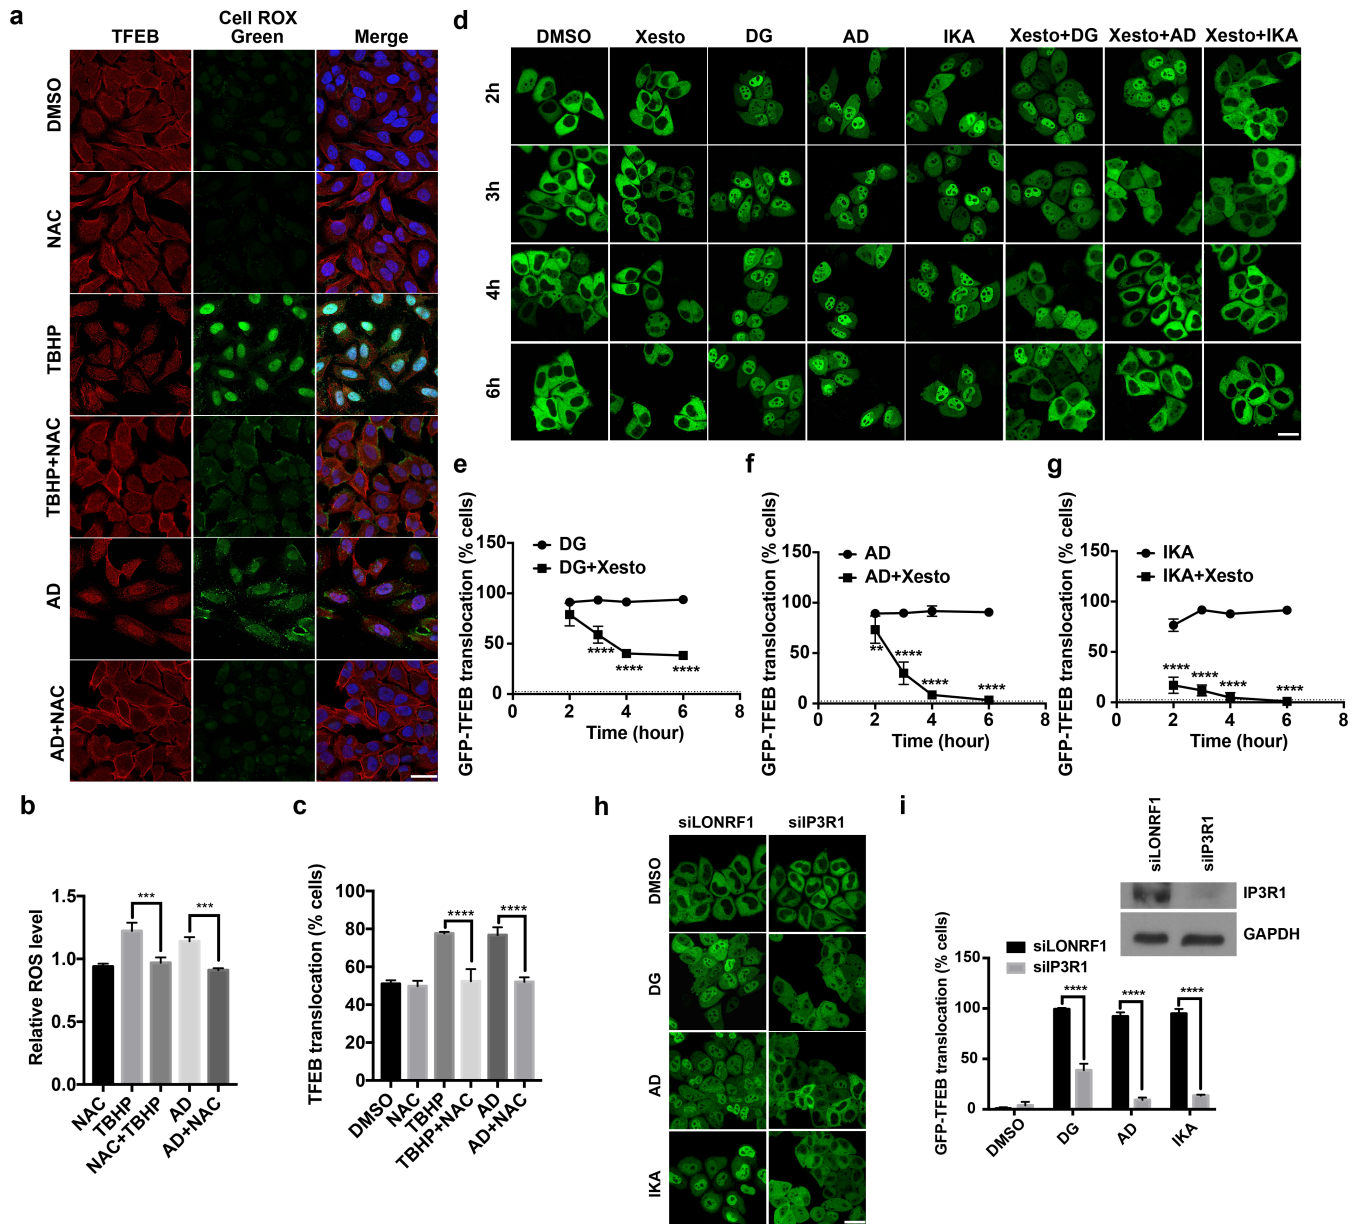 a
Cell ROX
TFEB Green Merge
DMSO
NAC
TBHP
TBHP+NAC
AD
AD+NAC
b
Relative ROS level
1.5
1.0
0.5
0.0
*** ***
NAC
TBHP
NAC+TBHP
AD
AD+NAC
c
TFEB translocation (% cells)
100
80
60
40
20
0
**** ****
DMSO
NAC
TBHP
TBHP+NAC
AD
AD+NAC
d
DMSO Xesto DG AD IKA Xesto+DG Xesto+AD Xesto+IKA
2h
3h
4h
6h
e
GFP-TFEB translocation (% cells)
150
100
50
0
DG
DG+Xesto
**** **** ****
0 2 4 6 8
Time (hour)
f
GFP-TFEB translocation (% cells)
150
100
50
0
AD
AD+Xesto
** **** **** ****
0 2 4 6 8
Time (hour)
g
GFP-TFEB translocation (% cells)
150
100
50
0
IKA
IKA+Xesto
**** **** **** ****
0 2 4 6 8
Time (hour)
h
siLONRF1 siIP3R1
DMSO
DG
AD
IKA
i
siLONRF1
siIP3R1
IP3R1
GAPDH
GFP-TFEB translocation (% cells)
150
100
50
0
siLONRF1
siIP3R1
**** **** ****
DMSO
DG
AD
IKA